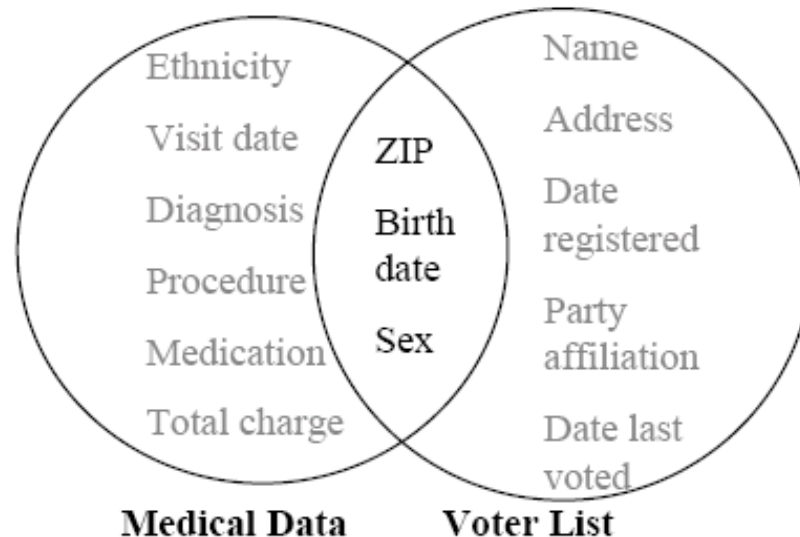 Ethnicity
Visit date
Diagnosis
Procedure
Medication
Total charge
ZIP
Birth
date
Sex
Name
Address
Date
registered
Party
affiliation
Date last
voted
Medical Data
Voter List